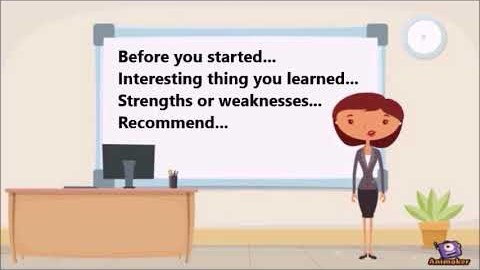 Before you started...
Interesting thing you learned...
Strengths or weaknesses...
Recommend...
Animaker